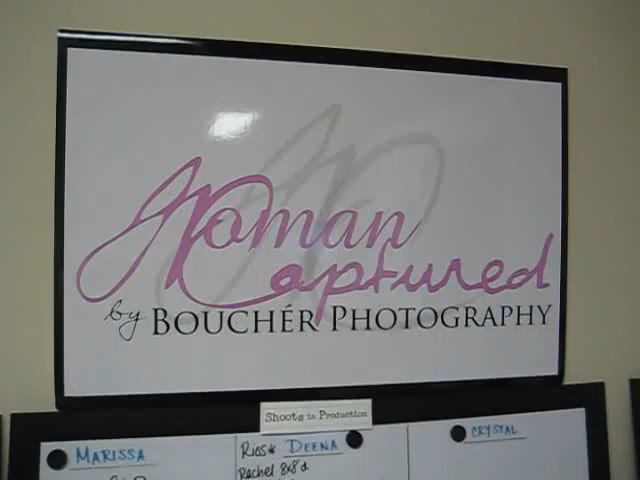 Woman
Captured
by BOUCHÉR PHOTOGRAPHY
Shoots in Production
MARISSA
Rios* DEENA
Rachel 8x8 d
CRYSTAL